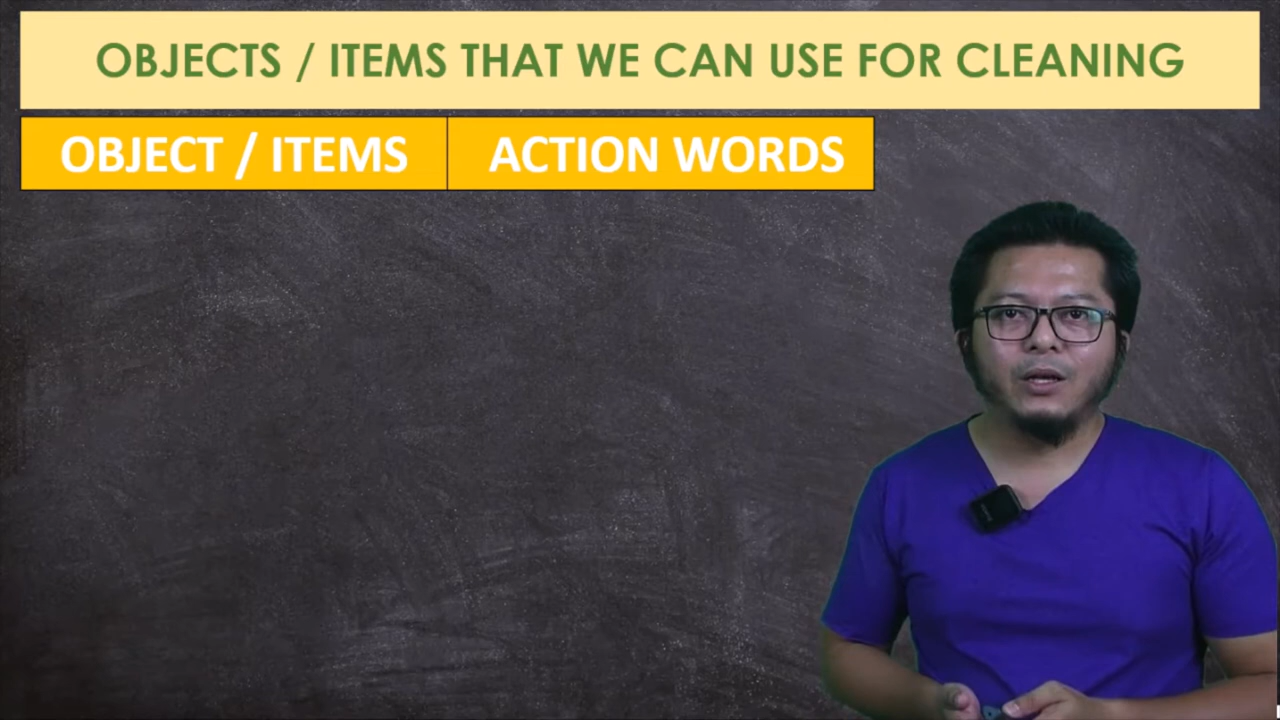 OBJECTS / ITEMS THAT WE CAN USE FOR CLEANING
OBJECT / ITEMS
ACTION WORDS